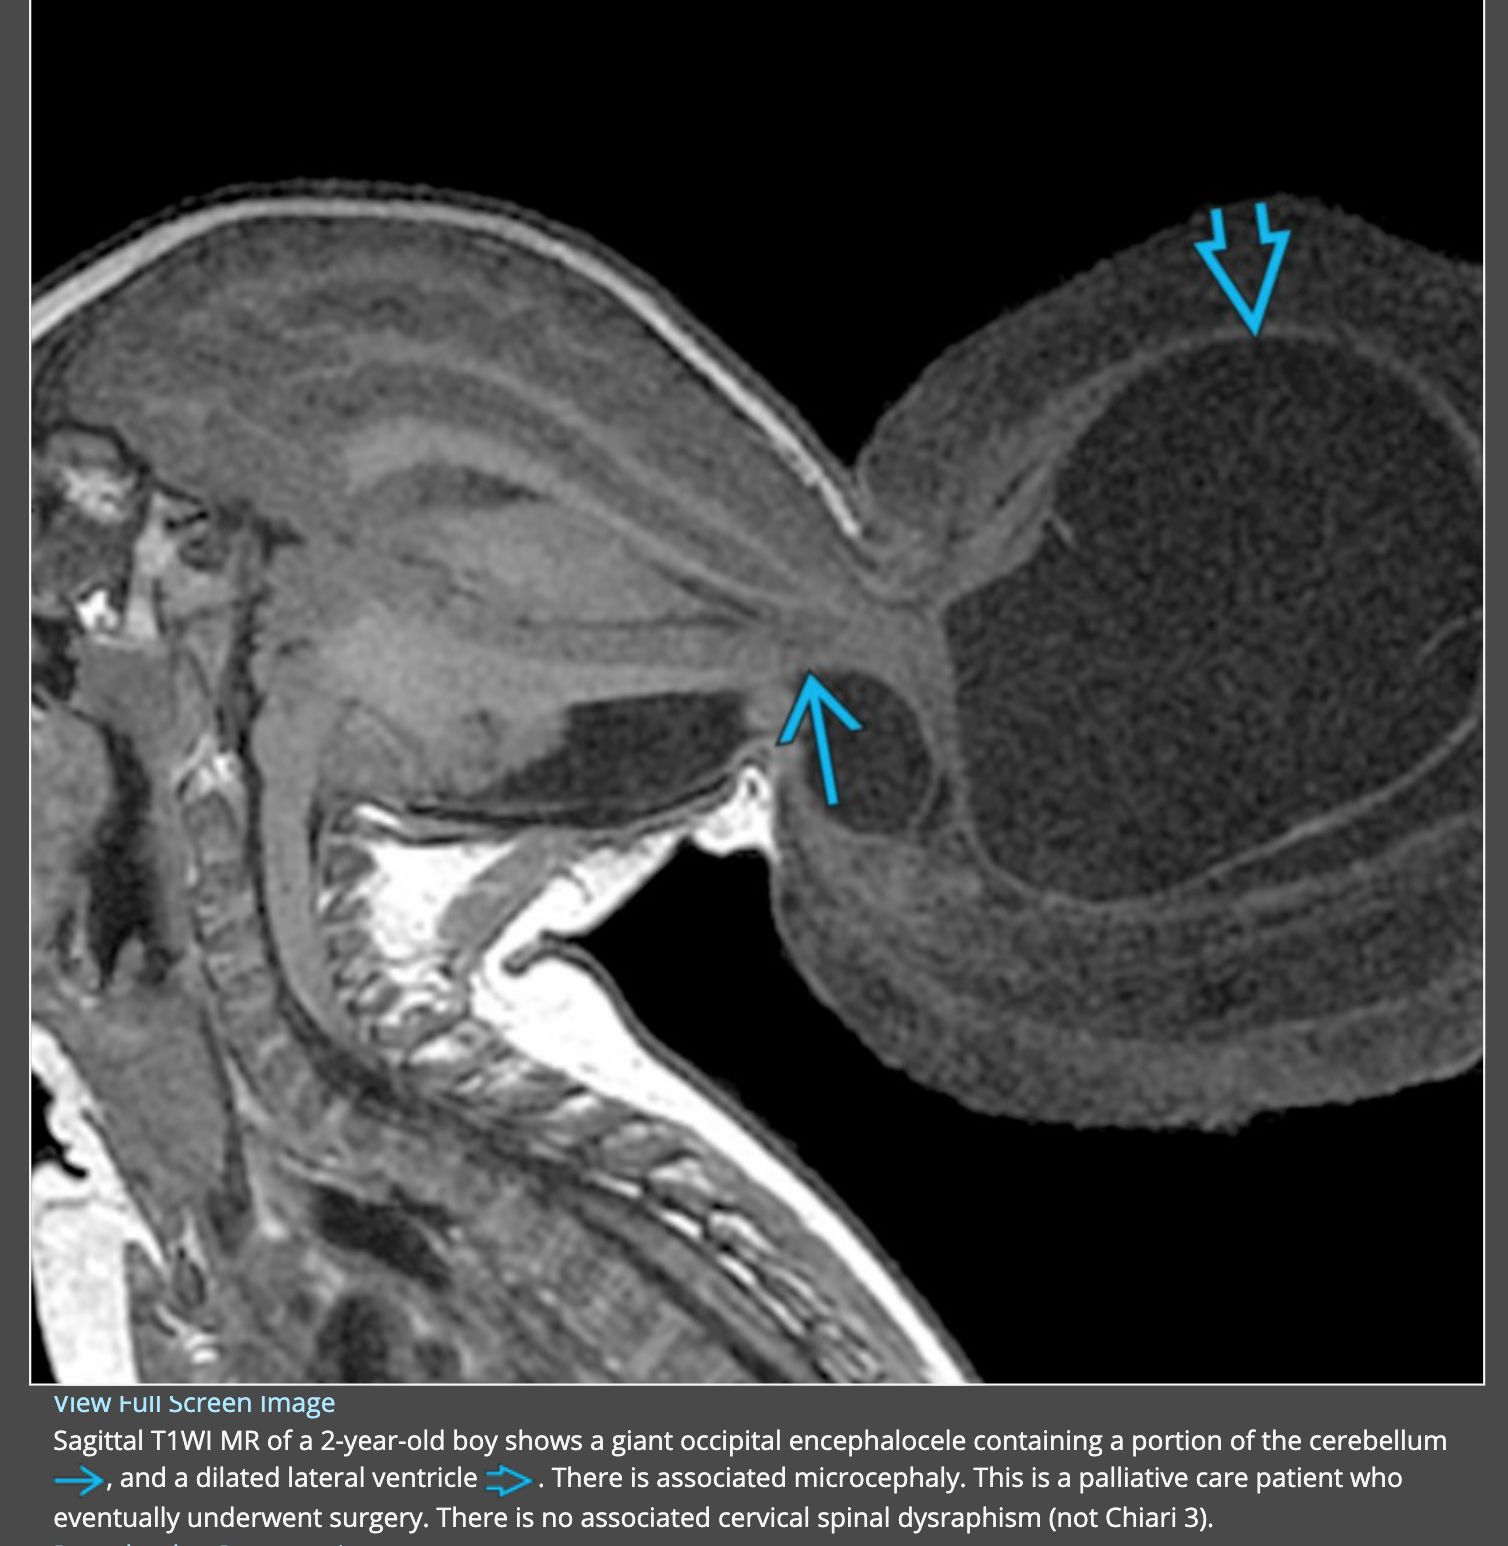 View Full Screen Image
Sagittal T1WI MR of a 2-year-old boy shows a giant occipital encephalocele containing a portion of the cerebellum
, and a dilated lateral ventricle . There is associated microcephaly. This is a palliative care patient who
eventually underwent surgery. There is no associated cervical spinal dysraphism (not Chiari 3).